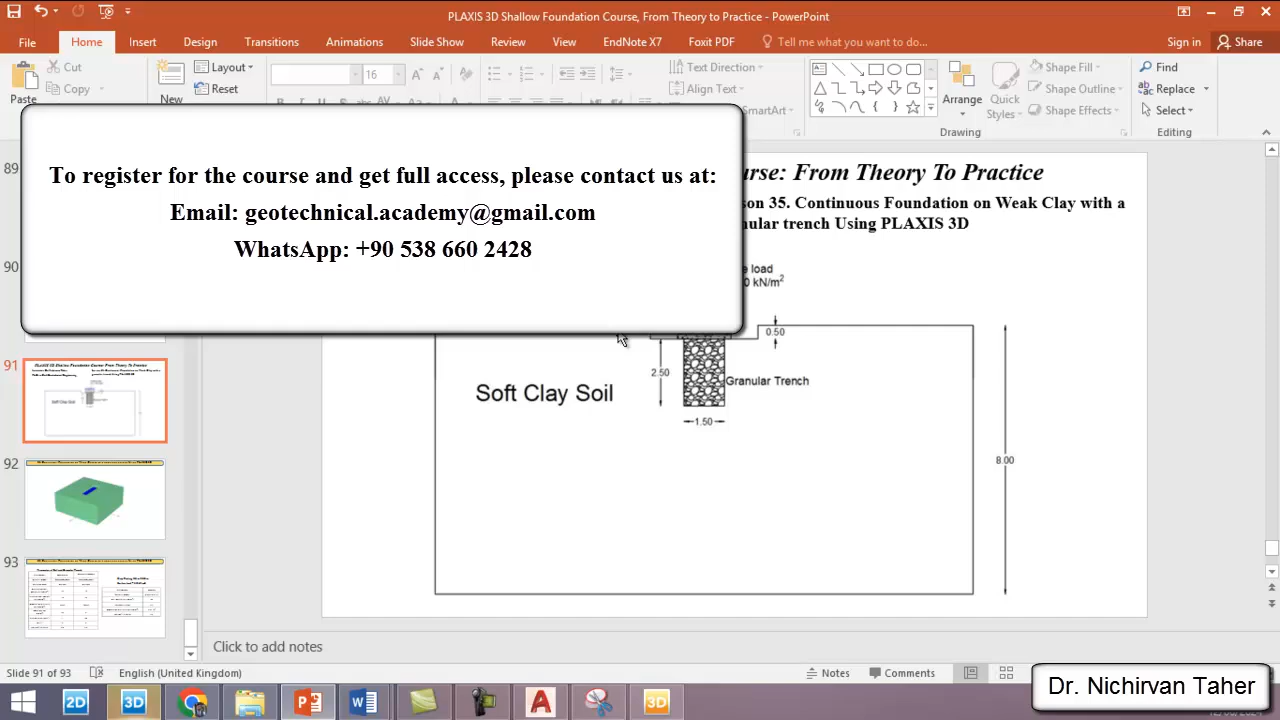 PLAXIS 3D Shallow Foundation Course, From Theory to Practice - PowerPoint
File Home Insert Design Transitions Animations Slide Show Review View EndNote X7 Foxit PDF Tell me what you want to do... Sign in Share
Cut Layout 16 Text Direction Shape Fill Find
Copy Reset Align Text Shape Outline Replace
Paste New SmartArt Arrange Quick Styles Shape Effects Select
Drawing Editing
To register for the course and get full access, please contact us at:
Email: geotechnical.academy@gmail.com
WhatsApp: +90 538 660 2428
89
90
91
92
93
urse: From Theory To Practice
son 35. Continuous Foundation on Weak Clay with a
nular trench Using PLAXIS 3D
e load
0 kN/m2
0.50
2.50
Soft Clay Soil
Granular Trench
1.50
8.00
Click to add notes
Slide 91 of 93 English (United Kingdom) Notes Comments
2D 3D 3D
Dr. Nichirvan Taher